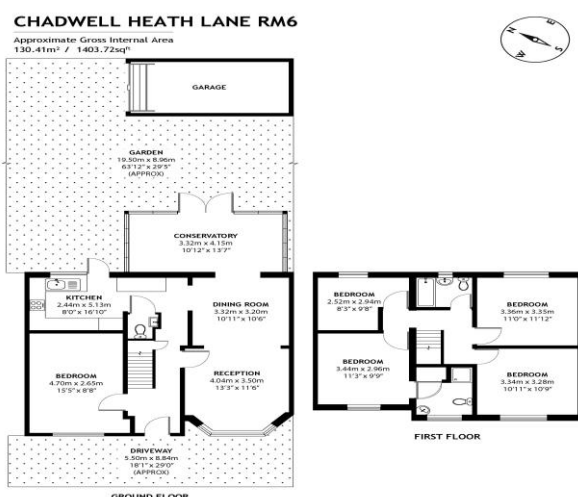 CHADWELL HEATH LANE RM6
Approximate Gross Internal Area
130.41m² / 1403.72sqft
N
E
S
W
GARAGE
GARDEN
19.50m x 8.96m
63'12" x 29'5"
(APPROX)
CONSERVATORY
3.32m x 4.15m
10'12" x 13'7"
KITCHEN
2.44m x 5.13m
8'0" x 16'10"
DINING ROOM
3.32m x 3.20m
10'11" x 10'6"
BEDROOM
4.70m x 2.65m
15'5" x 8'8"
RECEPTION
4.04m x 3.50m
13'3" x 11'6"
DRIVEWAY
5.50m x 8.84m
18'1" x 29'0"
(APPROX)
GROUND FLOOR
BEDROOM
2.52m x 2.94m
8'3" x 9'8"
BEDROOM
3.36m x 3.35m
11'0" x 11'12"
BEDROOM
3.44m x 2.96m
11'3" x 9'9"
BEDROOM
3.34m x 3.28m
10'11" x 10'9"
FIRST FLOOR